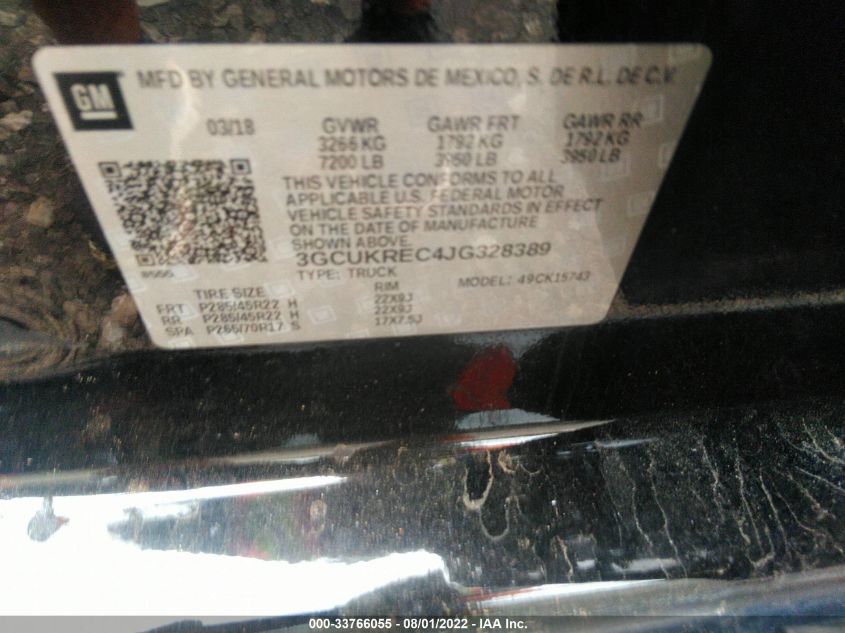 GM
MFD BY GENERAL MOTORS DE MEXICO, S. DE R.L. DE C.V.
03/18 GVWR GAWR FRT GAWR RR
3266 KG 1792 KG 1792 KG
7200 LB 3950 LB 3950 LB
THIS VEHICLE CONFORMS TO ALL
APPLICABLE U.S. FEDERAL MOTOR
VEHICLE SAFETY STANDARDS IN EFFECT
ON THE DATE OF MANUFACTURE
SHOWN ABOVE.
3GCUKREC4JG328389
TYPE: TRUCK MODEL: 49CK15743
TIRE SIZE RIM
FRT P285/45R22 H 22X9J
RR P285/45R22 H 22X9J
SPA P265/70R17 S 17X7.5J
000-33766055 - 08/01/2022 - IAA Inc.